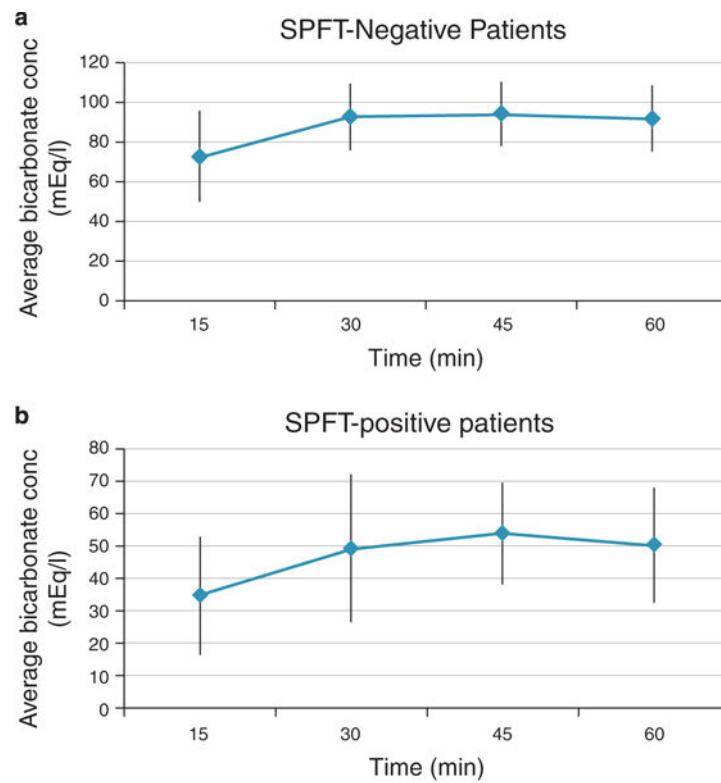 a
SPFT-Negative Patients
Average bicarbonate conc
(mEq/l)
120
100
80
60
40
20
0
15 30 45 60
Time (min)
b
SPFT-positive patients
Average bicarbonate conc
(mEq/l)
80
70
60
50
40
30
20
10
0
15 30 45 60
Time (min)